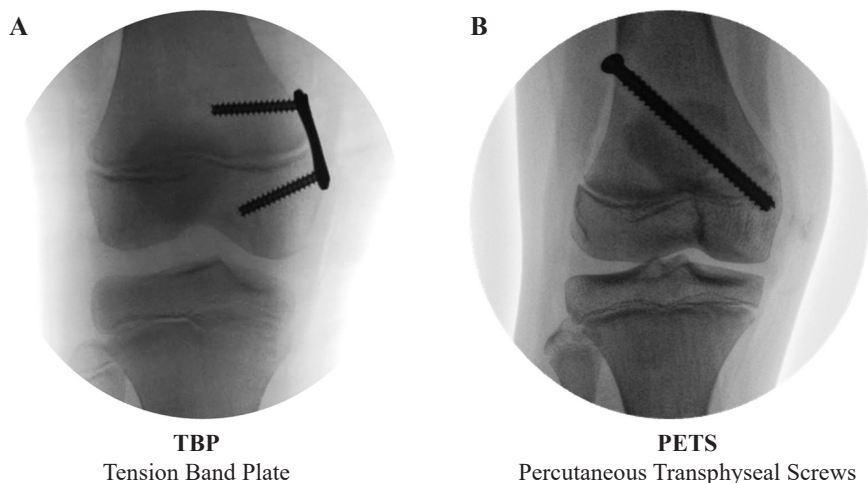 A
B
TBP
Tension Band Plate
PETS
Percutaneous Transphyseal Screws